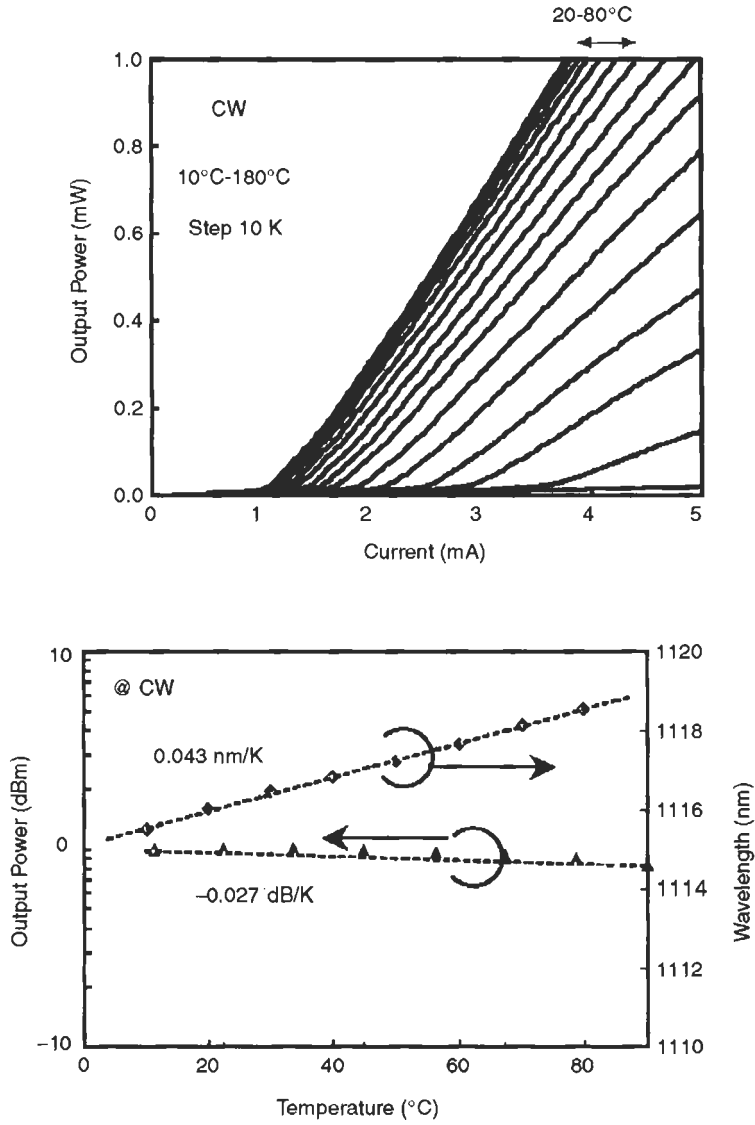 20-80°C
1.0
0.8
0.6
0.4
0.2
0.0
Output Power (mW)
CW
10°C-180°C
Step 10 K
0
1
2
3
4
5
Current (mA)
10
0
−10
Output Power (dBm)
@ CW
0.043 nm/K
−0.027 dB/K
1120
1118
1116
1114
1112
1110
Wavelength (nm)
0
20
40
60
80
Temperature (°C)